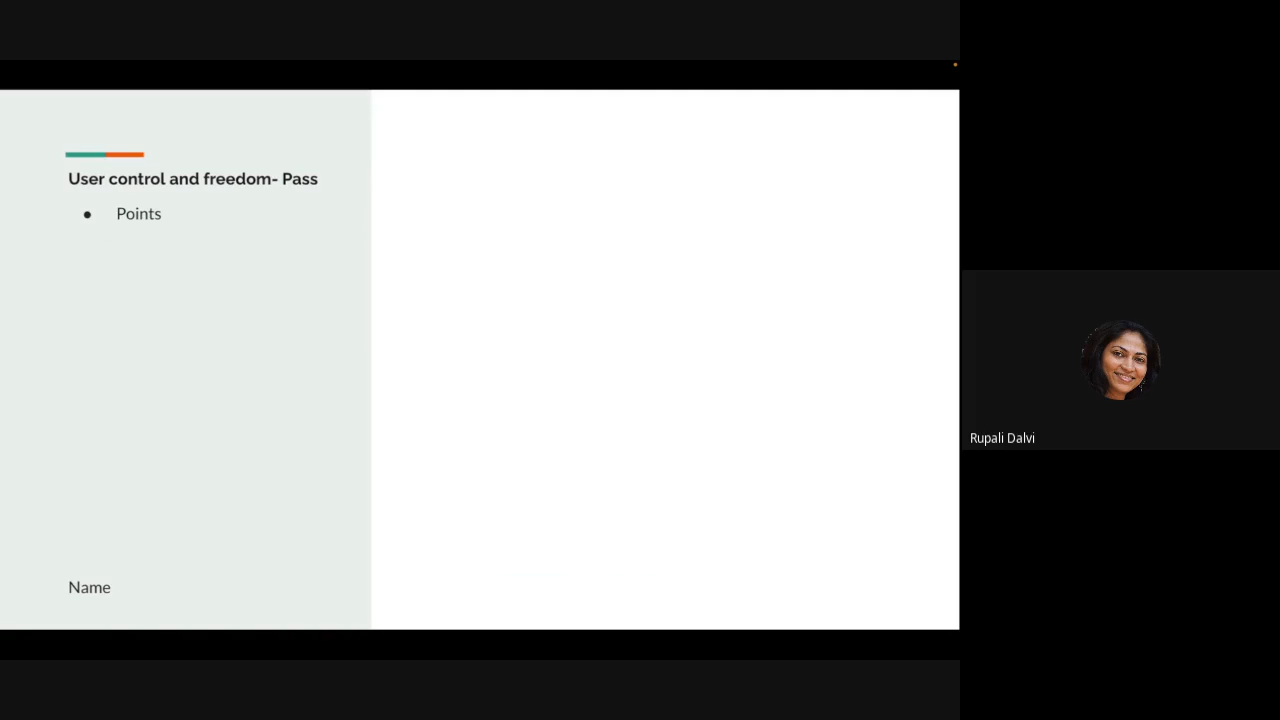 User control and freedom- Pass
● Points
Name
Rupali Dalvi